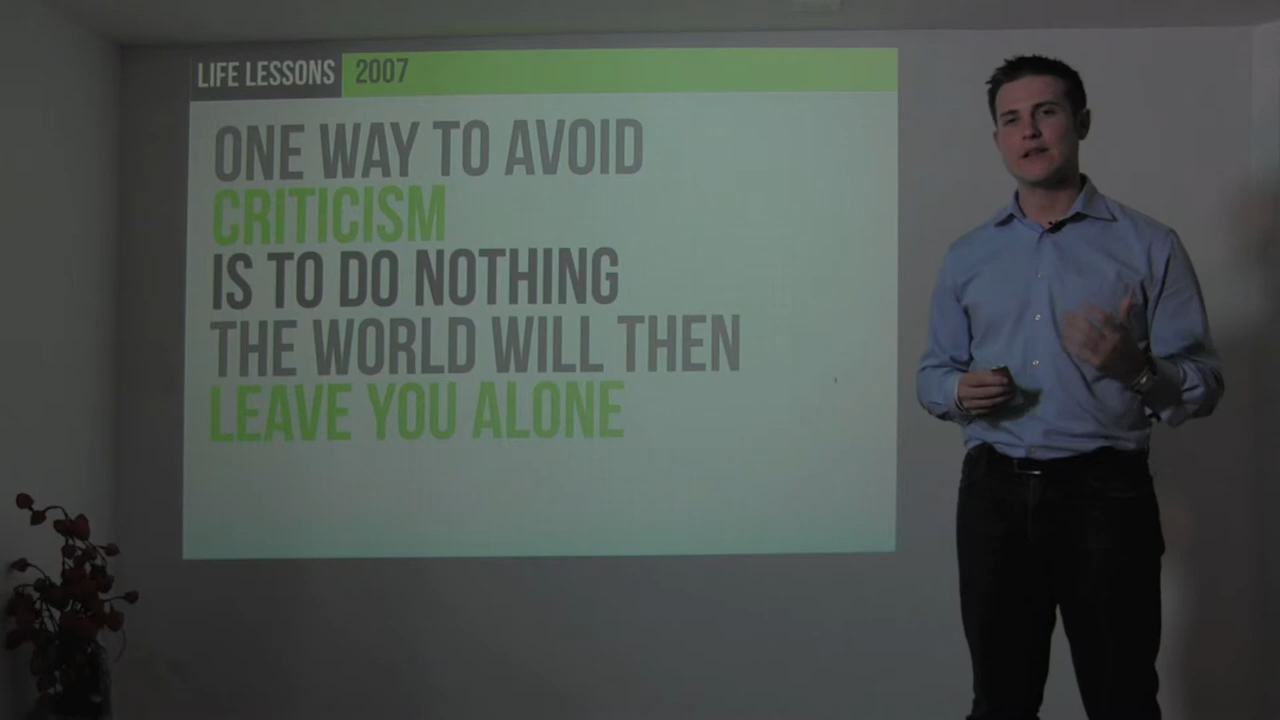 LIFE LESSONS 2007
ONE WAY TO AVOID
CRITICISM
IS TO DO NOTHING
THE WORLD WILL THEN
LEAVE YOU ALONE